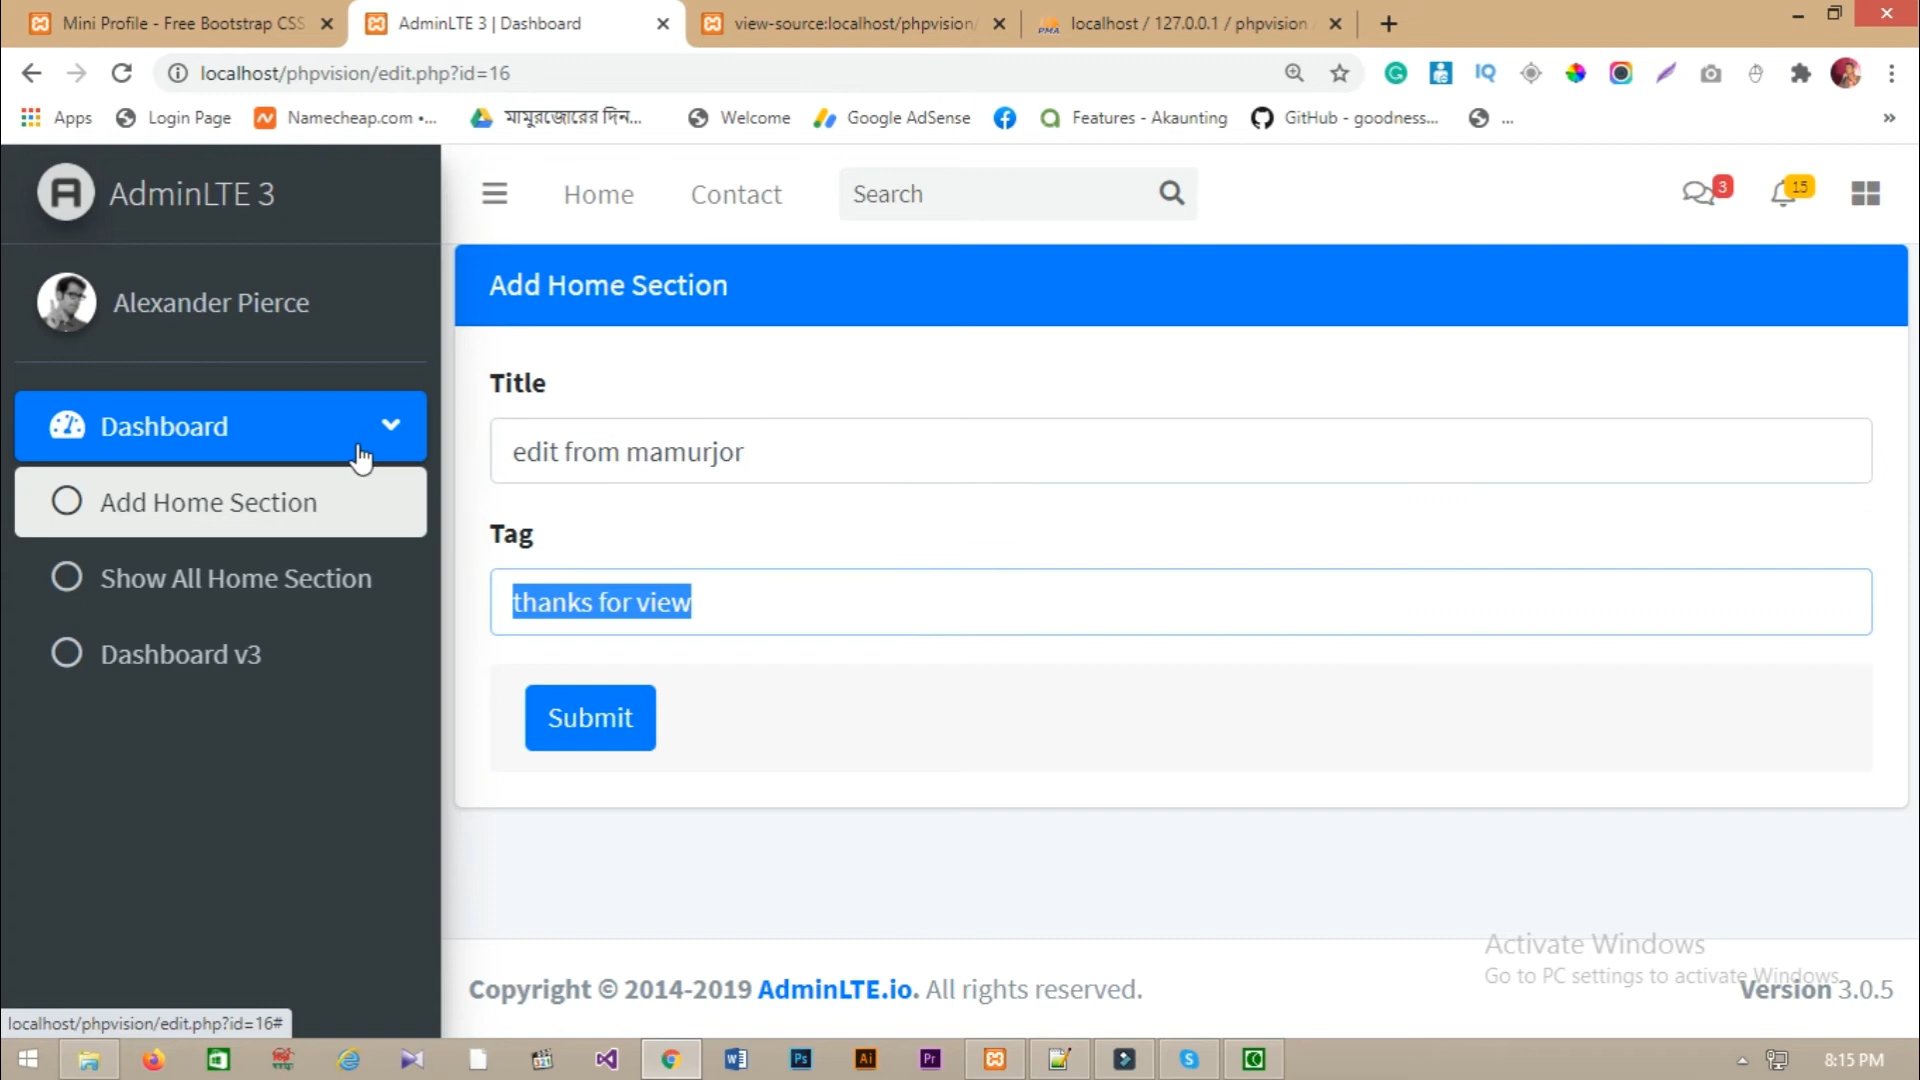 Mini Profile - Free Bootstrap CSS
AdminLTE 3 | Dashboard
view-source:localhost/phpvision/
localhost / 127.0.0.1 / phpvision
localhost/phpvision/edit.php?id=16
Apps
Login Page
Namecheap.com •...
মামুরজোরের দিন...
Welcome
Google AdSense
Features - Akaunting
GitHub - goodness...
...
»
AdminLTE 3
Home
Contact
Search
3
15
Alexander Pierce
Dashboard
Add Home Section
Show All Home Section
Dashboard v3
Add Home Section
Title
edit from mamurjor
Tag
thanks for view
Submit
Activate Windows
Go to PC settings to activate Windows.
Copyright © 2014-2019 AdminLTE.io. All rights reserved.
Version 3.0.5
localhost/phpvision/edit.php?id=16#
8:15 PM